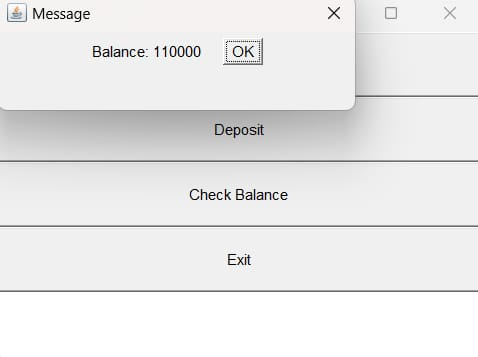 Message
Balance: 110000 OK
Deposit
Check Balance
Exit